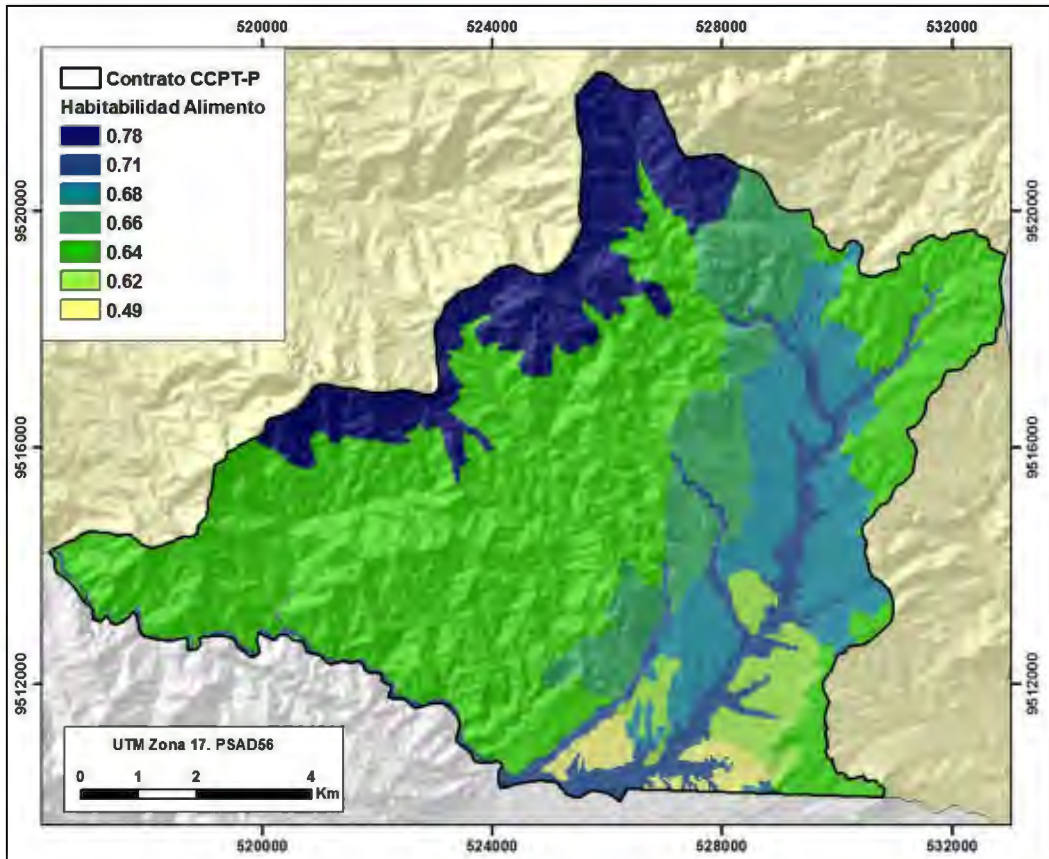 520000 524000 528000 532000
Contrato CCPT-P
Habitabilidad Alimento
0.78
0.71
0.68
0.66
0.64
0.62
0.49
9520000 9520000
9516000 9516000
9512000 9512000
UTM Zona 17. PSAD56
0 1 2 4
Km
520000 524000 528000 532000